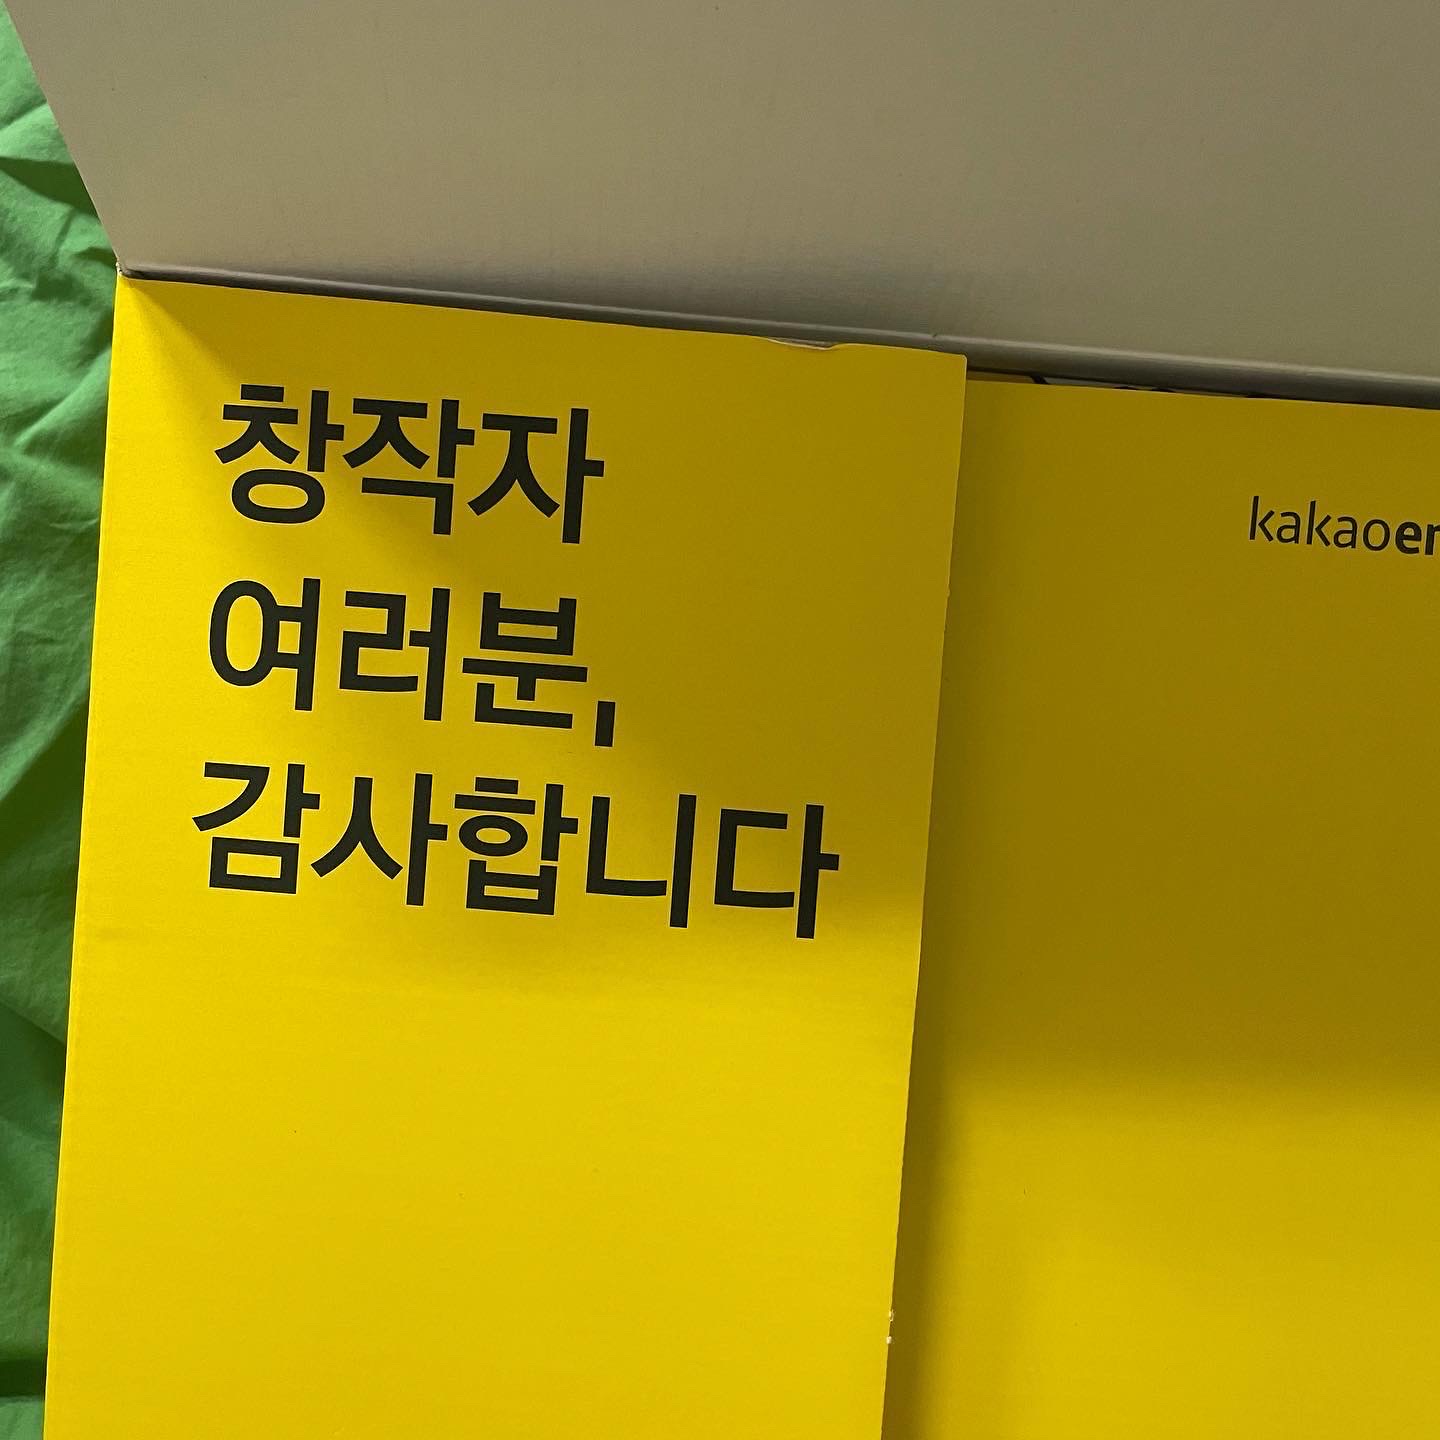 창작자
여러분,
감사합니다
kakaoen